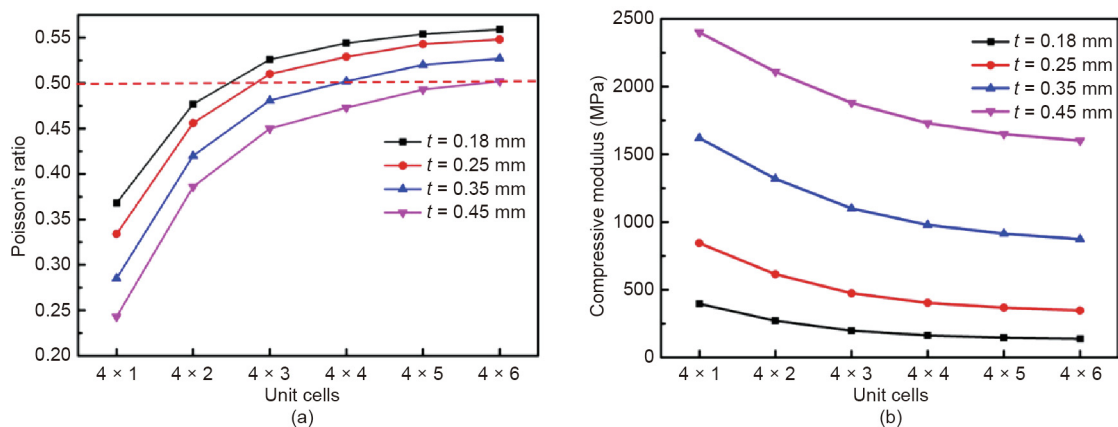 0.55
0.50
0.45
0.40
0.35
0.30
0.25
0.20
Poisson's ratio
t = 0.18 mm
t = 0.25 mm
t = 0.35 mm
t = 0.45 mm
4 × 1 4 × 2 4 × 3 4 × 4 4 × 5 4 × 6
Unit cells
(a)
2500
2000
1500
1000
500
0
Compressive modulus (MPa)
t = 0.18 mm
t = 0.25 mm
t = 0.35 mm
t = 0.45 mm
4 × 1 4 × 2 4 × 3 4 × 4 4 × 5 4 × 6
Unit cells
(b)